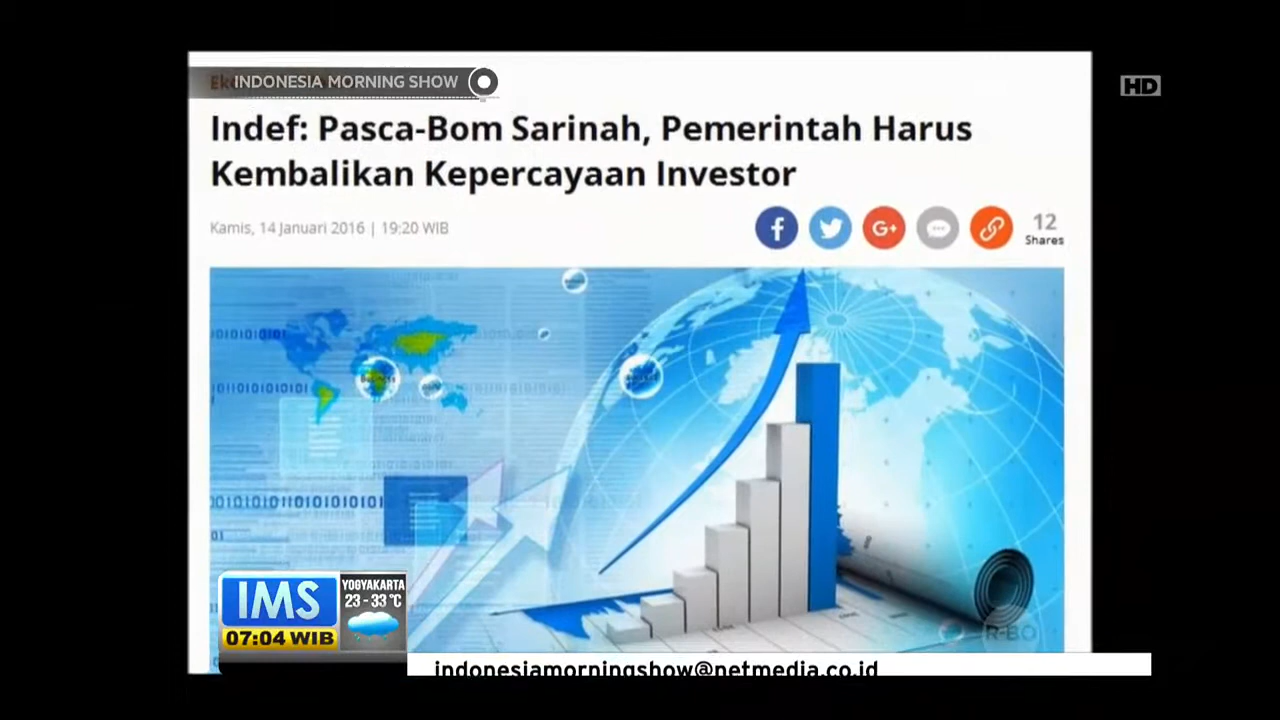 INDONESIA MORNING SHOW
HD
Indef: Pasca-Bom Sarinah, Pemerintah Harus
Kembalikan Kepercayaan Investor
Kamis, 14 Januari 2016 | 19:20 WIB
f
G+
12
Shares
IMS
07:04 WIB
YOGYAKARTA
23 - 33 °C
indonesiamorningshow@netmedia.co.id